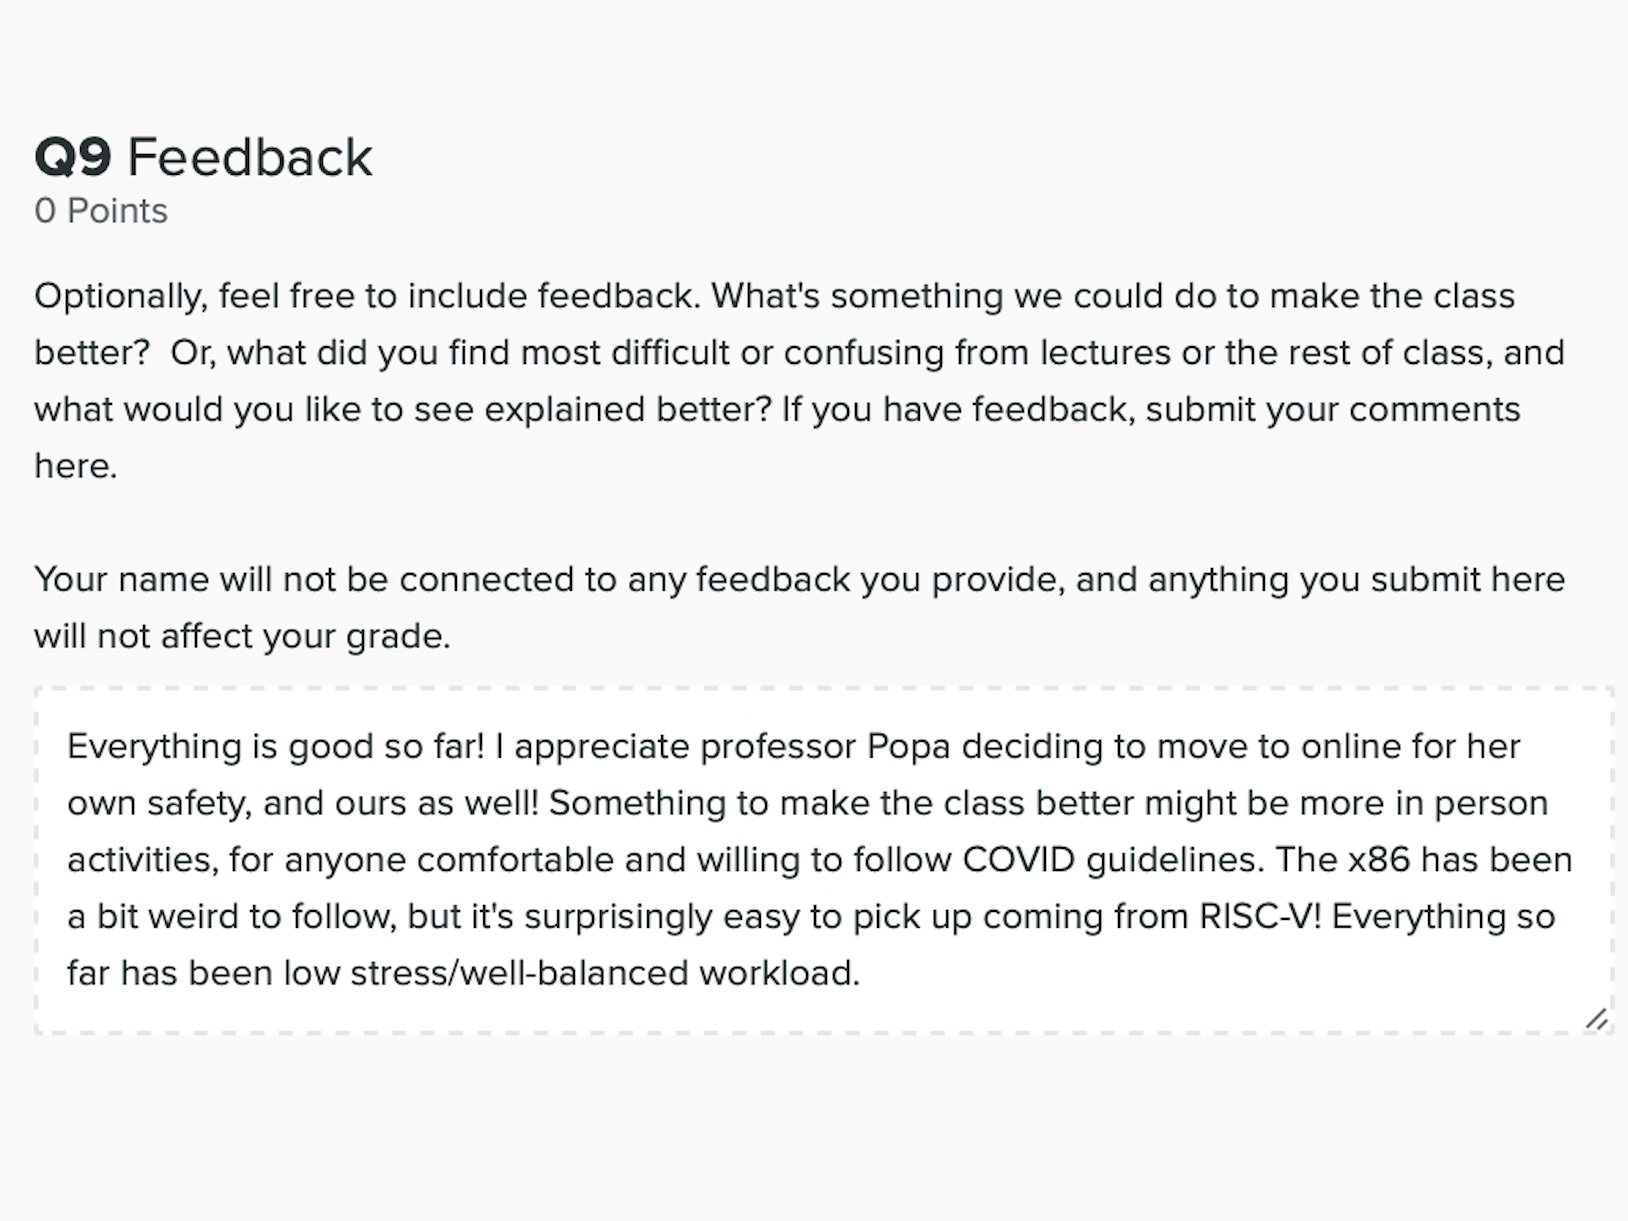 Q9 Feedback
0 Points
Optionally, feel free to include feedback. What's something we could do to make the class
better?  Or, what did you find most difficult or confusing from lectures or the rest of class, and
what would you like to see explained better? If you have feedback, submit your comments
here.
Your name will not be connected to any feedback you provide, and anything you submit here
will not affect your grade.
Everything is good so far! I appreciate professor Popa deciding to move to online for her
own safety, and ours as well! Something to make the class better might be more in person
activities, for anyone comfortable and willing to follow COVID guidelines. The x86 has been
a bit weird to follow, but it's surprisingly easy to pick up coming from RISC-V! Everything so
far has been low stress/well-balanced workload.